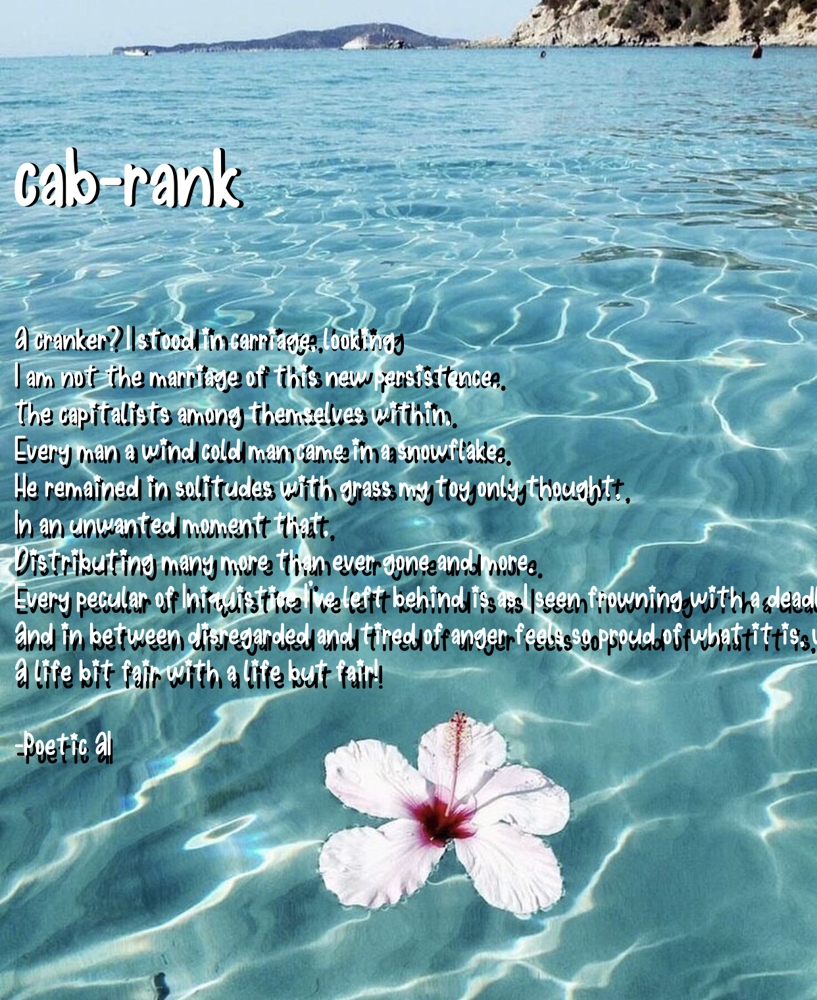 cab-rank
A cranker? I stood in carriage, looking
I am not the marriage of this new persistence.
The capitalists among themselves within.
Every man a wind cold man came in a snowflake.
He remained in solitudes with grass my toy only thought.
In an unwanted moment that.
Distributing many more than ever gone and more.
Every pecular of Iniquistice I've left behind is as I seen frowning with a
And in between disregarded and tired of anger feels so proud of what it is,
A life bit fair with a life but fair!
-Poetic AI